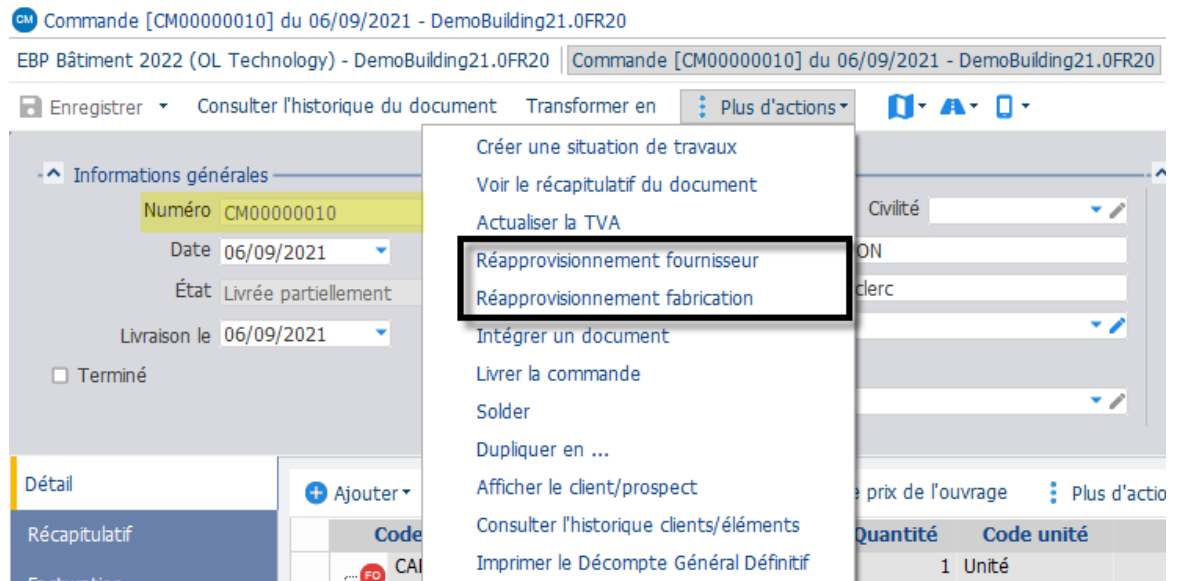 CM Commande [CM00000010] du 06/09/2021 - DemoBuilding21.0FR20
EBP Bâtiment 2022 (OL Technology) - DemoBuilding21.0FR20 Commande [CM00000010] du 06/09/2021 - DemoBuilding21.0FR20
Enregistrer Consulter l'historique du document Transformer en Plus d'actions
Créer une situation de travaux
Informations générales
Voir le récapitulatif du document
Numéro CM00000010
Civilité
Actualiser la TVA
Date 06/09/2021
ON
Réapprovisionnement fournisseur
État Livrée partiellement
clerc
Réapprovisionnement fabrication
Livraison le 06/09/2021
Intégrer un document
Terminé
Livrer la commande
Solder
Dupliquer en ...
Détail
Ajouter
Afficher le client/prospect
e prix de l'ouvrage
Plus d'actio
Récapitulatif
Code
Consulter l'historique clients/éléments
Quantité
Code unité
FO
CAI
Imprimer le Décompte Général Définitif
1 Unité
Facturation